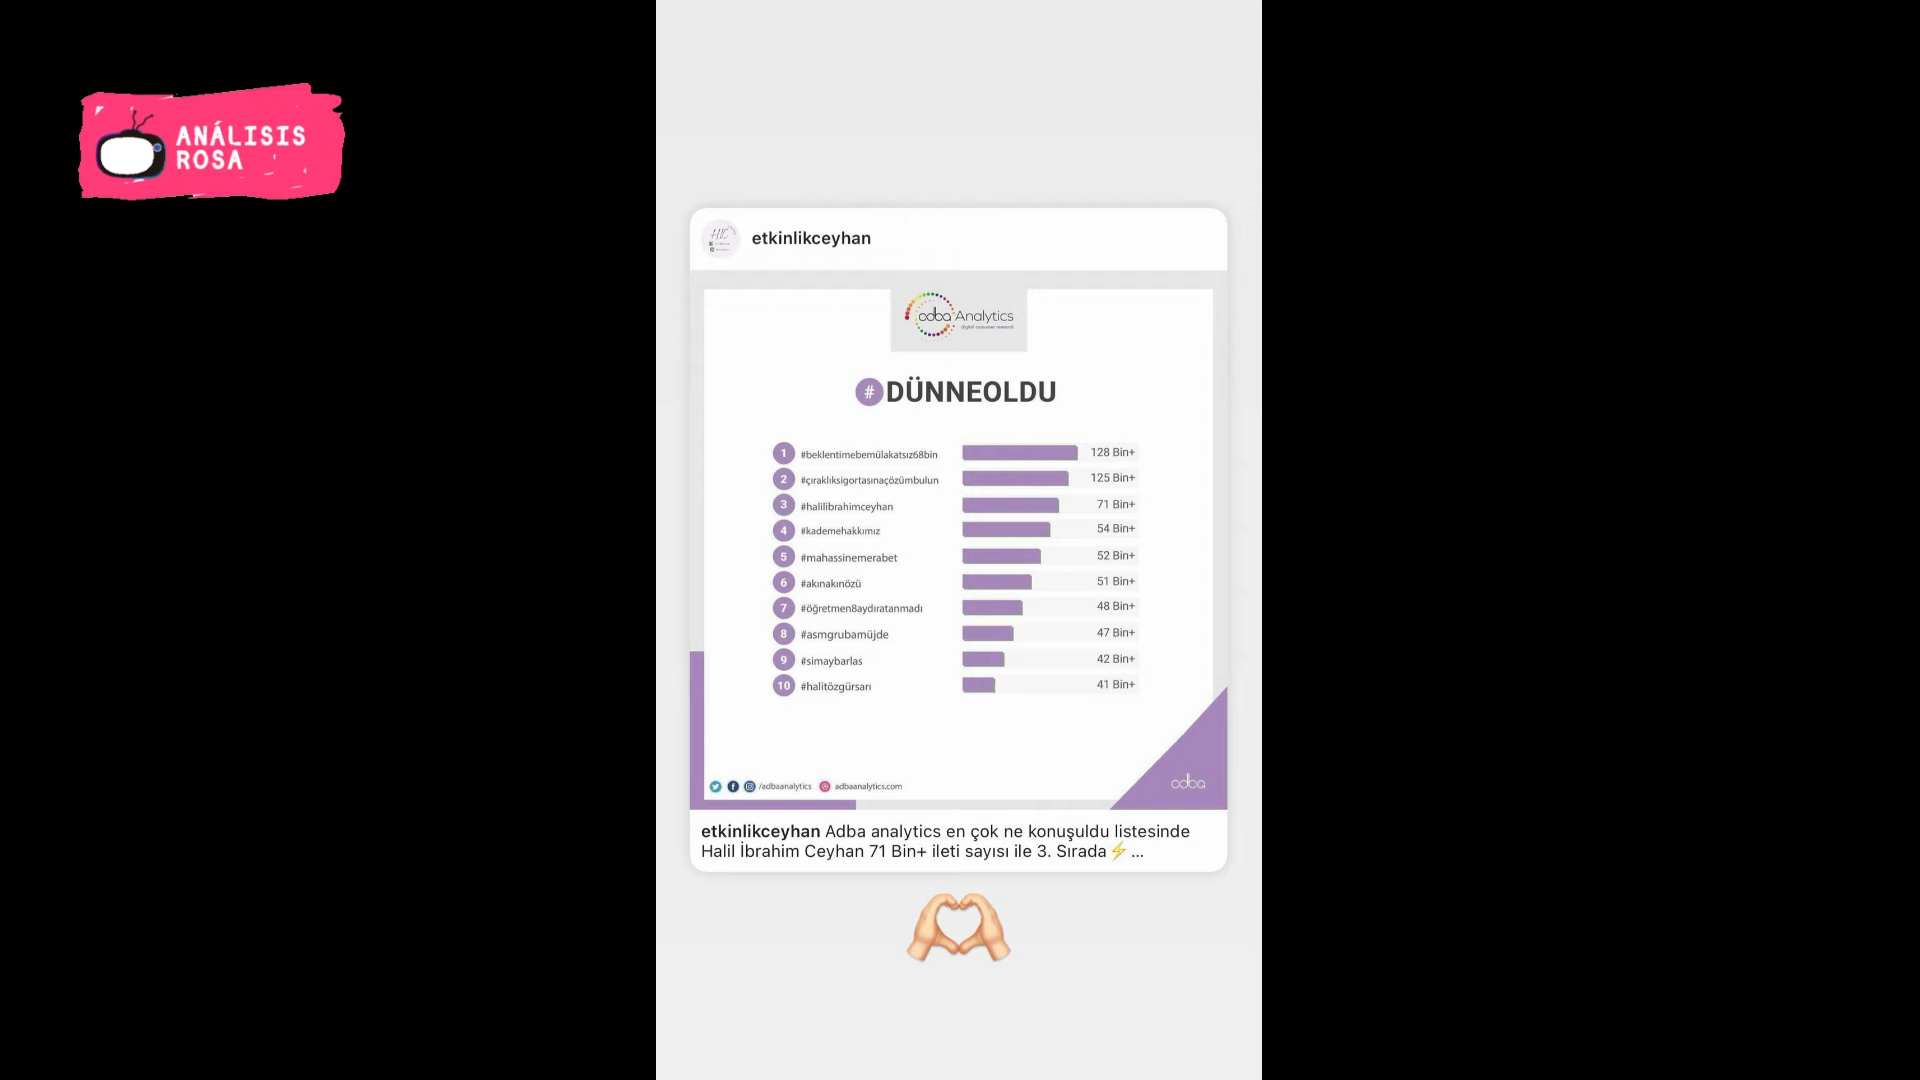 ANÁLISIS
ROSA
etkinlikceyhan
adba Analytics
digital consumer research
#DÜNNEOLDU
1 #beklentimebemülakatsız68bin 128 Bin+
2 #çıraklıksigortasınaçözümbulun 125 Bin+
3 #halilibrahimceyhan 71 Bin+
4 #kademehakkımız 54 Bin+
5 #mahassinemerabet 52 Bin+
6 #akınakınözü 51 Bin+
7 #öğretmen8aydıratanmadı 48 Bin+
8 #asmgrubamüjde 47 Bin+
9 #simaybarlas 42 Bin+
10 #halitözgürsarı 41 Bin+
/adbaanalytics adbaanalytics.com
adba
etkinlikceyhan Adba analytics en çok ne konuşuldu listesinde
Halil İbrahim Ceyhan 71 Bin+ ileti sayısı ile 3. Sırada⚡ ...